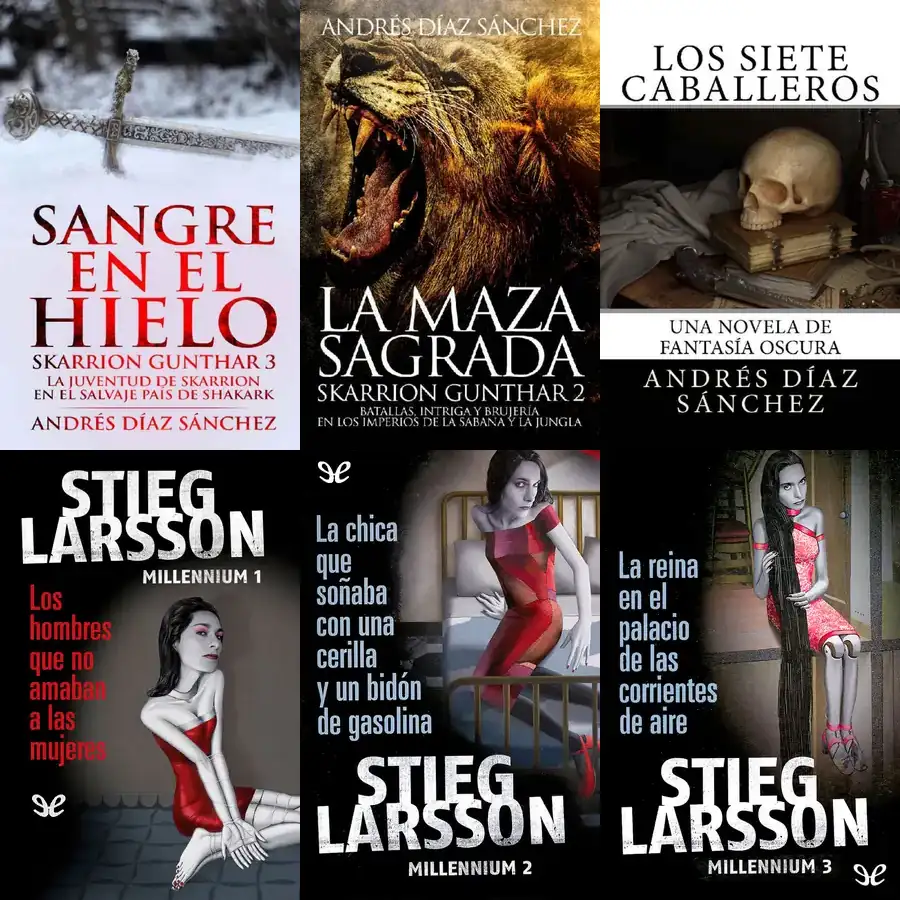 SANGRE
EN EL
HIELO
SKARRION GUNTHAR 3
LA JUVENTUD DE SKARRION
EN EL SALVAJE PAIS DE SHAKARK
ANDRÉS DÍAZ SÁNCHEZ
ANDRÉS DÍAZ SÁNCHEZ
LA MAZA
SAGRADA
SKARRION GUNTHAR 2
BATALLAS, INTRIGA Y BRUJERÍA
EN LOS IMPERIOS DE LA SABANA Y LA JUNGLA
LOS SIETE
CABALLEROS
UNA NOVELA DE
FANTASÍA OSCURA
ANDRÉS DÍAZ
SÁNCHEZ
STIEG
LARSSON
MILLENNIUM 1
Los
hombres
que no
amaban
a las
mujeres
La chica
que
soñaba
con una
cerilla
y un bidón
de gasolina
STIEG
LARSSON
MILLENNIUM 2
La reina
en el
palacio
de las
corrientes
de aire
STIEG
LARSSON
MILLENNIUM 3